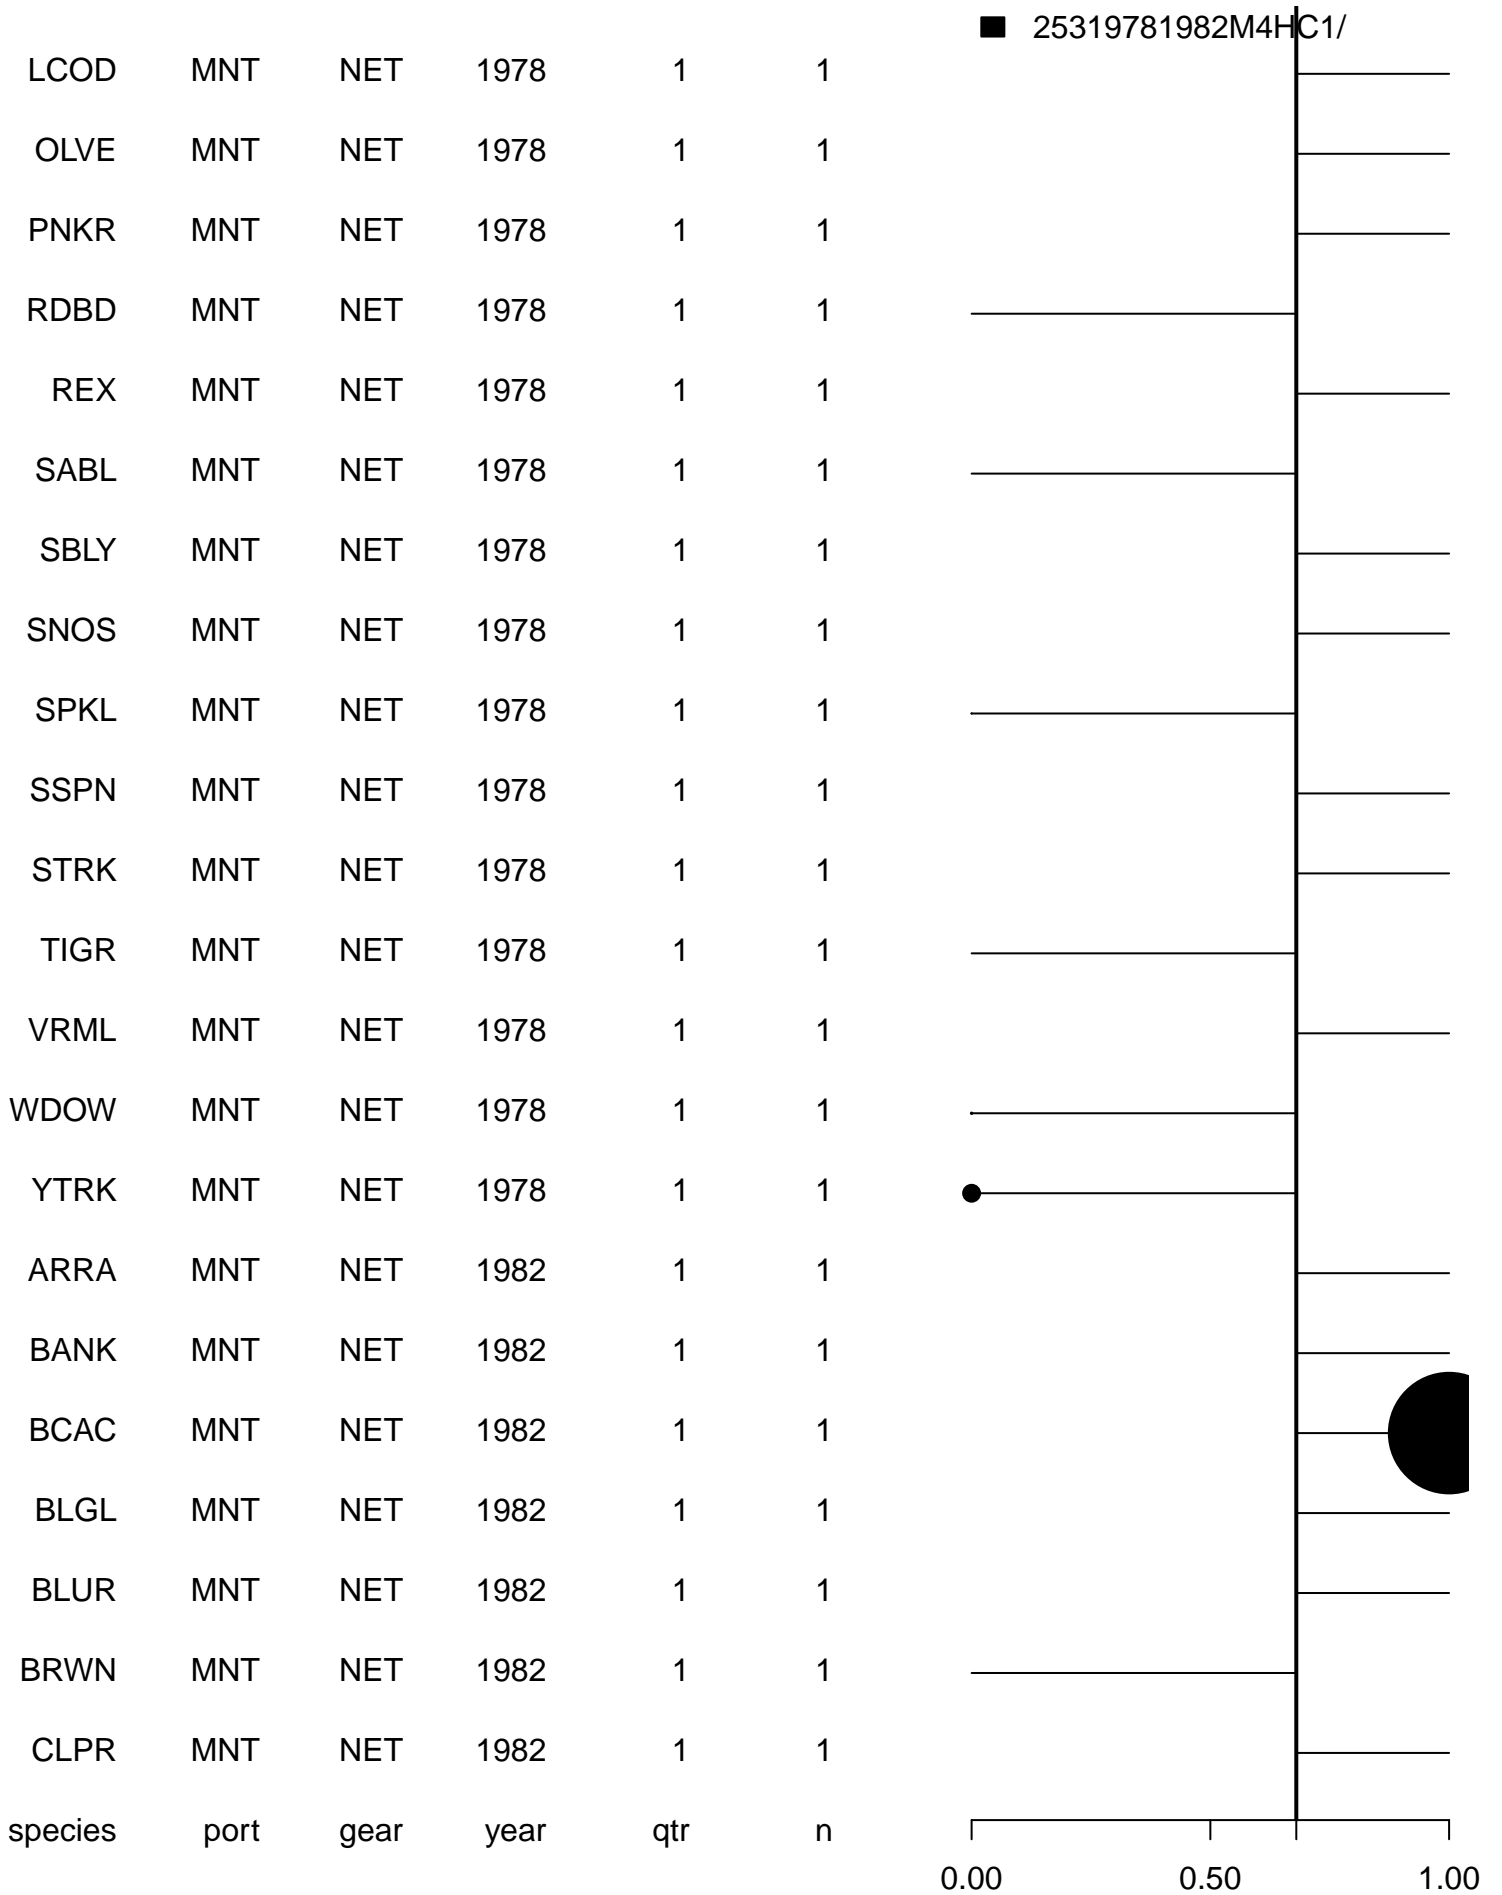 25319781982M4HC1/
LCOD MNT NET 1978 1 1
OLVE MNT NET 1978 1 1
PNKR MNT NET 1978 1 1
RDBD MNT NET 1978 1 1
REX MNT NET 1978 1 1
SABL MNT NET 1978 1 1
SBLY MNT NET 1978 1 1
SNOS MNT NET 1978 1 1
SPKL MNT NET 1978 1 1
SSPN MNT NET 1978 1 1
STRK MNT NET 1978 1 1
TIGR MNT NET 1978 1 1
VRML MNT NET 1978 1 1
WDOW MNT NET 1978 1 1
YTRK MNT NET 1978 1 1
ARRA MNT NET 1982 1 1
BANK MNT NET 1982 1 1
BCAC MNT NET 1982 1 1
BLGL MNT NET 1982 1 1
BLUR MNT NET 1982 1 1
BRWN MNT NET 1982 1 1
CLPR MNT NET 1982 1 1
species port gear year qtr n
0.00 0.50 1.00